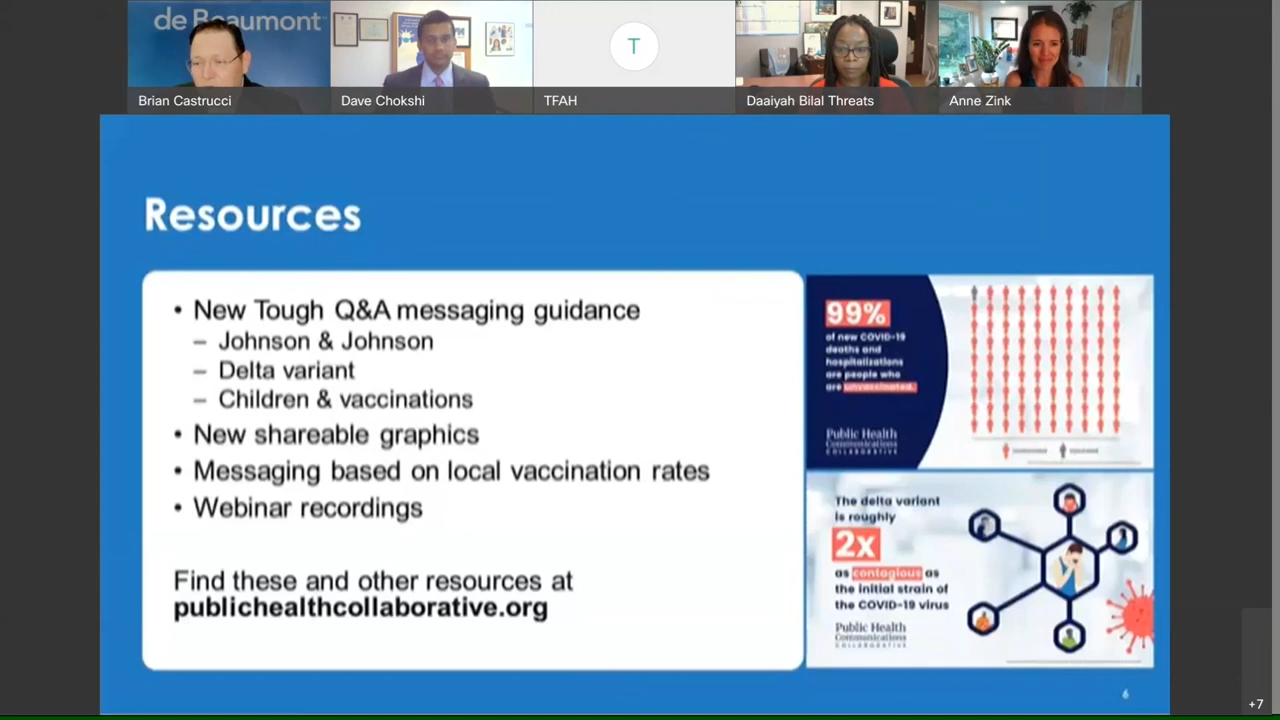 de Beaumont
Brian Castrucci
Dave Chokshi
TFAH
T
Daaiyah Bilal Threats
Anne Zink
Resources
• New Tough Q&A messaging guidance
– Johnson & Johnson
– Delta variant
– Children & vaccinations
• New shareable graphics
• Messaging based on local vaccination rates
• Webinar recordings
Find these and other resources at
publichealthcollaborative.org
99%
of new COVID-19
deaths and
hospitalizations
are people who
are unvaccinated.
Public Health
Communications
COLLABORATIVE
The delta variant
is roughly
2x
as contagious as
the initial strain of
the COVID-19 virus
Public Health
Communications
COLLABORATIVE
6
+7